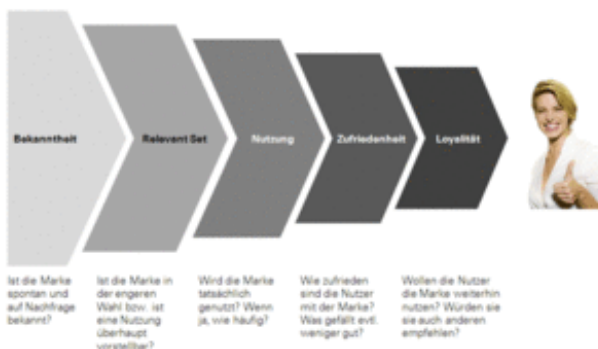 Bekanntheit
Relevant Set
Nutzung
Zufriedenheit
Loyalität
Ist die Marke
spontan und
auf Nachfrage
bekannt?
Ist die Marke in
der engeren
Wahl bzw. ist
eine Nutzung
überhaupt
vorstellbar?
Wird die Marke
tatsächlich
genutzt? Wenn
ja, wie häufig?
Wie zufrieden
sind die Nutzer
mit der Marke?
Was gefällt evtl.
weniger gut?
Wollen die Nutzer
die Marke weiterhin
nutzen? Würden sie
sie auch anderen
empfehlen?